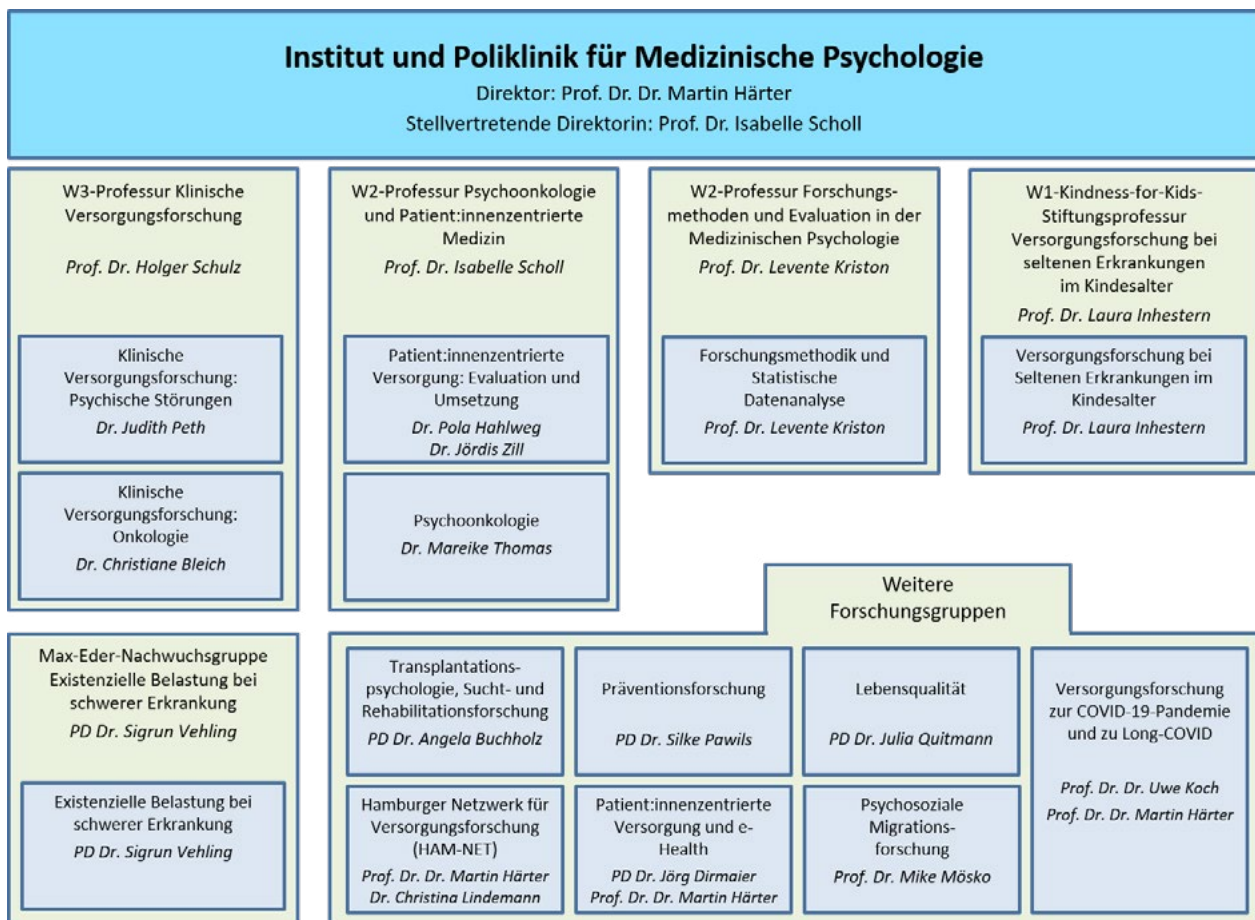 Institut und Poliklinik für Medizinische Psychologie
Direktor: Prof. Dr. Dr. Martin Härter
Stellvertretende Direktorin: Prof. Dr. Isabelle Scholl
W3-Professur Klinische
Versorgungsforschung
Prof. Dr. Holger Schulz
Klinische
Versorgungsforschung:
Psychische Störungen
Dr. Judith Peth
Klinische
Versorgungsforschung:
Onkologie
Dr. Christiane Bleich
W2-Professur Psychoonkologie
und Patient:innenzentrierte
Medizin
Prof. Dr. Isabelle Scholl
Patient:innenzentrierte
Versorgung: Evaluation und
Umsetzung
Dr. Pola Hahlweg
Dr. Jördis Zill
Psychoonkologie
Dr. Mareike Thomas
W2-Professur Forschungs-
methoden und Evaluation in der
Medizinischen Psychologie
Prof. Dr. Levente Kriston
Forschungsmethodik und
Statistische
Datenanalyse
Prof. Dr. Levente Kriston
W1-Kindness-for-Kids-
Stiftungsprofessur
Versorgungsforschung bei
seltenen Erkrankungen
im Kindesalter
Prof. Dr. Laura Inhestern
Versorgungsforschung bei
Seltenen Erkrankungen im
Kindesalter
Prof. Dr. Laura Inhestern
Max-Eder-Nachwuchsgruppe
Existenzielle Belastung bei
schwerer Erkrankung
PD Dr. Sigrun Vehling
Existenzielle Belastung bei
schwerer Erkrankung
PD Dr. Sigrun Vehling
Weitere
Forschungsgruppen
Transplantations-
psychologie, Sucht- und
Rehabilitationsforschung
PD Dr. Angela Buchholz
Präventionsforschung
PD Dr. Silke Pawils
Lebensqualität
PD Dr. Julia Quitmann
Versorgungsforschung
zur COVID-19-Pandemie
und zu Long-COVID
Prof. Dr. Dr. Uwe Koch
Prof. Dr. Dr. Martin Härter
Hamburger Netzwerk für
Versorgungsforschung
(HAM-NET)
Prof. Dr. Dr. Martin Härter
Dr. Christina Lindemann
Patient:innenzentrierte
Versorgung und e-
Health
PD Dr. Jörg Dirmaier
Prof. Dr. Dr. Martin Härter
Psychosoziale
Migrations-
forschung
Prof. Dr. Mike Mösko